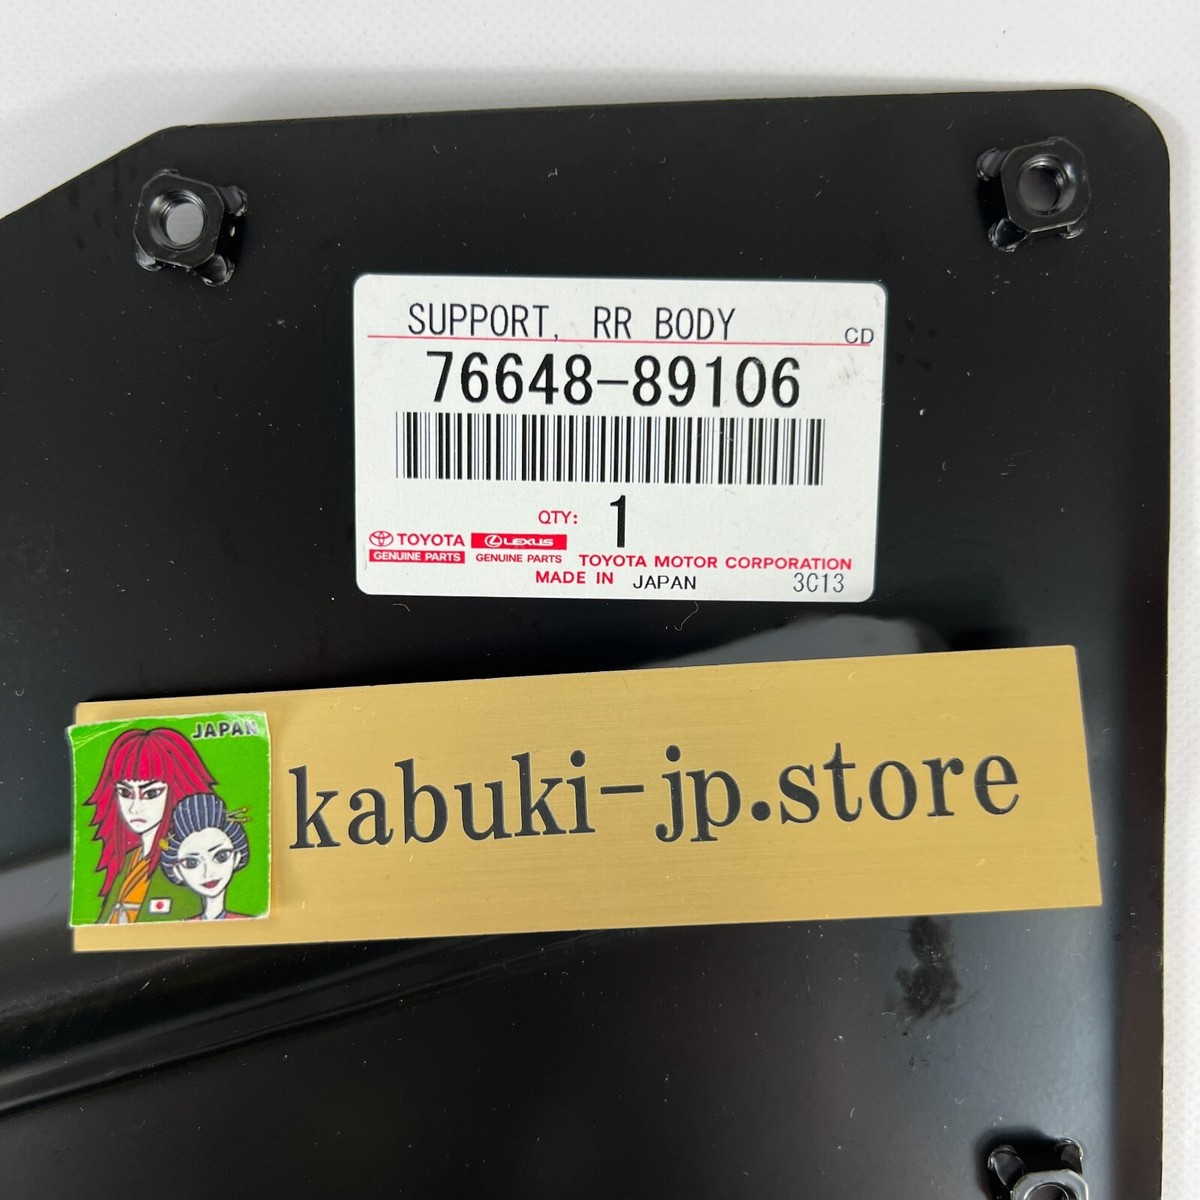 SUPPORT, RR BODY
CD
76648-89106
QTY: 1
TOYOTA LEXUS
GENUINE PARTS GENUINE PARTS TOYOTA MOTOR CORPORATION
MADE IN JAPAN 3C13
JAPAN
kabuki-jp.store